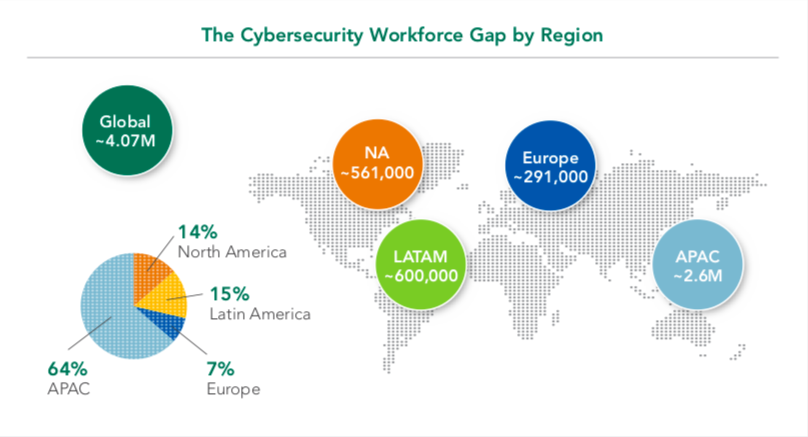 The Cybersecurity Workforce Gap by Region
Global
~4.07M
NA
~561,000
Europe
~291,000
LATAM
~600,000
APAC
~2.6M
14%
North America
15%
Latin America
64%
APAC
7%
Europe